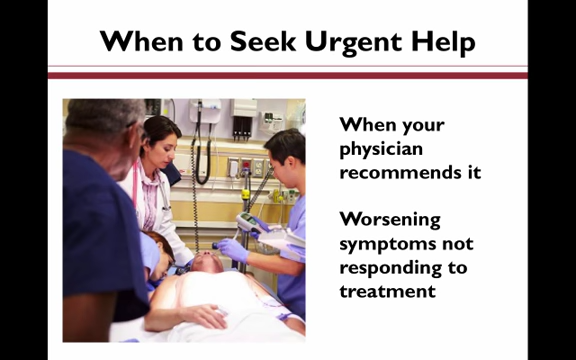 When to Seek Urgent Help
When your
physician
recommends it
Worsening
symptoms not
responding to
treatment